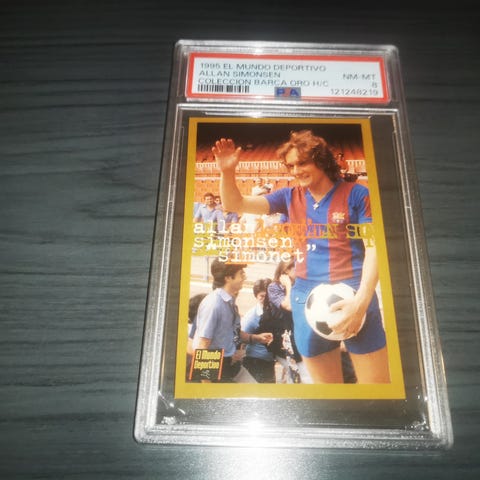 1995 EL MUNDO DEPORTIVO
ALLAN SIMONSEN NM-MT
COLECCION BARCA ORO H/C 8
PSA 121248219
allan
simonsen
"simonet"
El Mundo
Deportivo